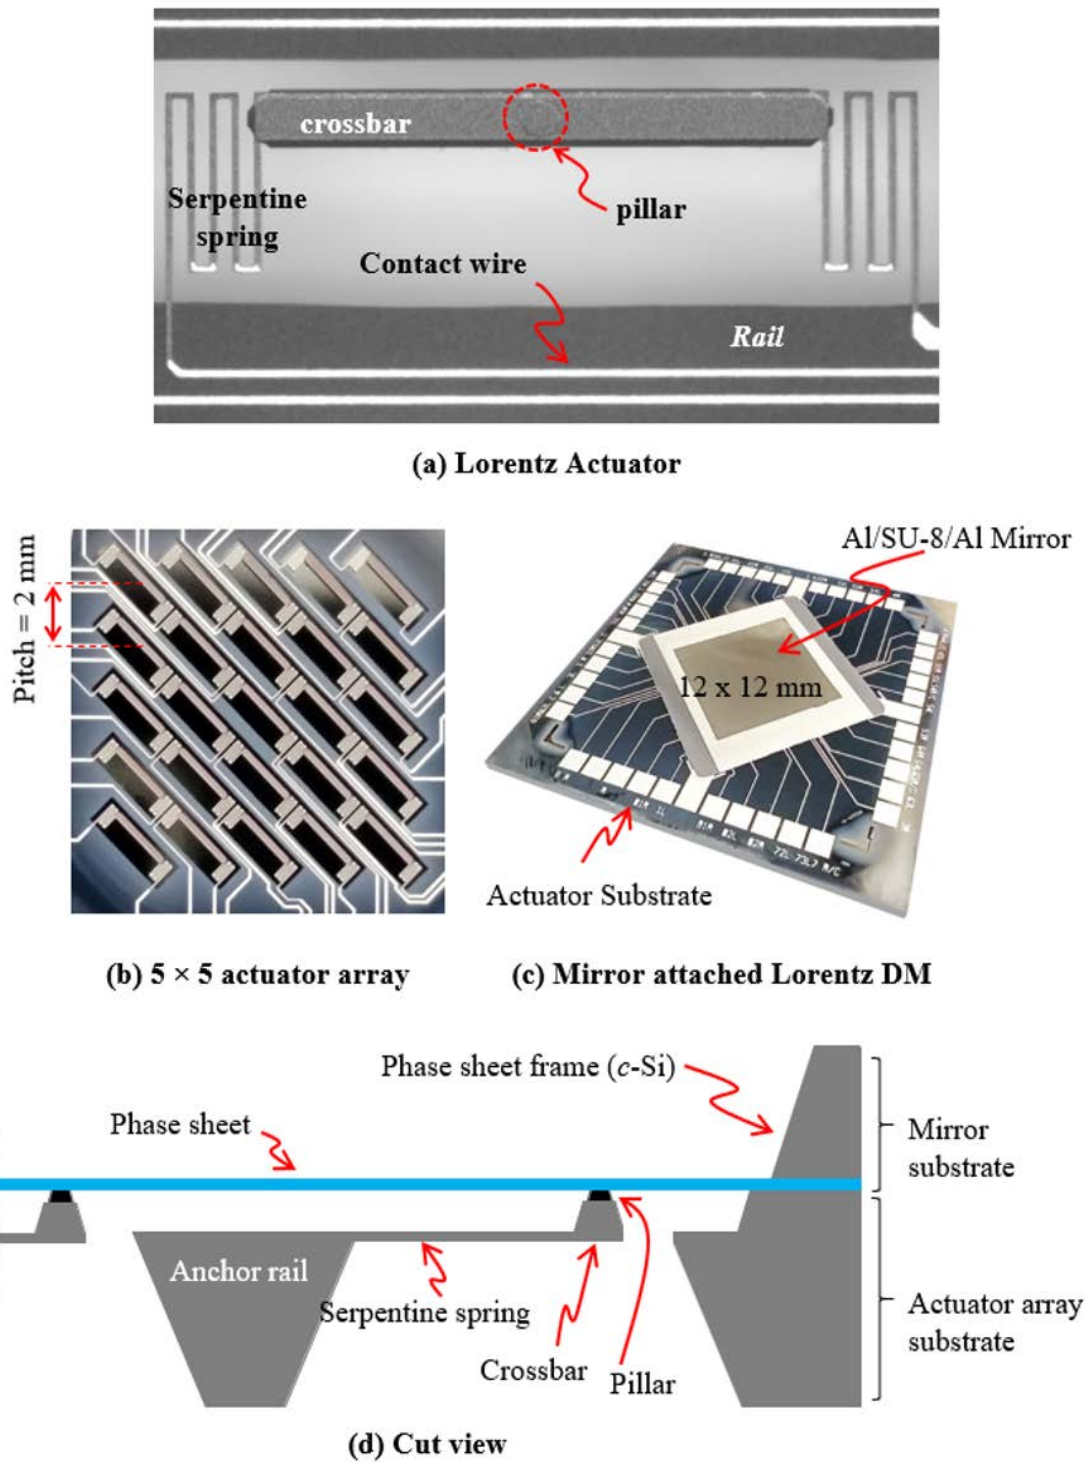 crossbar
Serpentine
spring
pillar
Contact wire
Rail
(a) Lorentz Actuator
Pitch = 2 mm
Al/SU-8/Al Mirror
12 x 12 mm
Actuator Substrate
(b) 5 × 5 actuator array
(c) Mirror attached Lorentz DM
Phase sheet frame (c-Si)
Phase sheet
Mirror
substrate
Anchor rail
Serpentine spring
Crossbar
Pillar
Actuator array
substrate
(d) Cut view